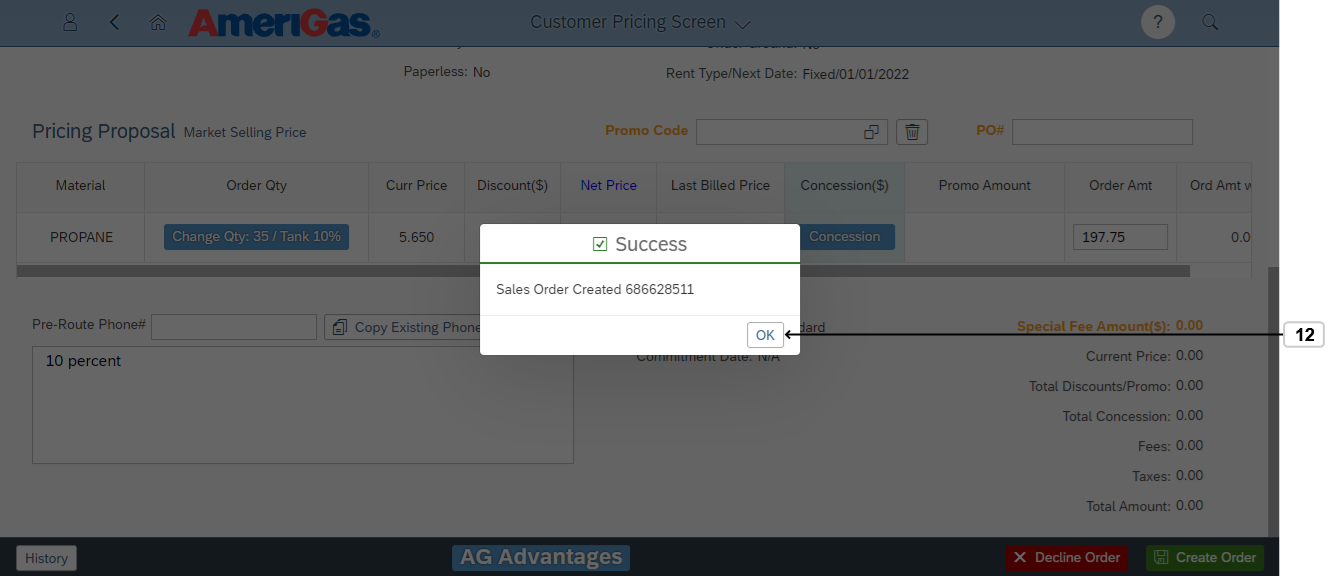 AmeriGas
Customer Pricing Screen
?
Paperless: No
Rent Type/Next Date: Fixed/01/01/2022
Pricing Proposal Market Selling Price
Promo Code
PO#
Material Order Qty Curr Price Discount($) Net Price Last Billed Price Concession($) Promo Amount Order Amt Ord Amt w
PROPANE Change Qty: 35 / Tank 10% 5.650 Concession 197.75 0.0
Success
Sales Order Created 686628511
OK
12
Pre-Route Phone# Copy Existing Phone
Special Fee Amount($): 0.00
10 percent
Commitment Date: N/A
Current Price: 0.00
Total Discounts/Promo: 0.00
Total Concession: 0.00
Fees: 0.00
Taxes: 0.00
Total Amount: 0.00
History
AG Advantages
Decline Order
Create Order